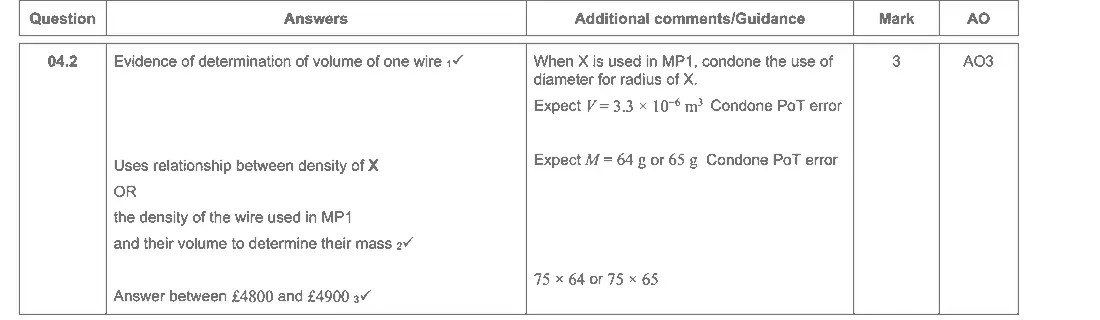 Question Answers Additional comments/Guidance Mark AO
04.2 Evidence of determination of volume of one wire ₁✓ When X is used in MP1, condone the use of 3 AO3
diameter for radius of X.
Expect V = 3.3 × 10⁻⁶ m³ Condone PoT error
Uses relationship between density of X Expect M = 64 g or 65 g Condone PoT error
OR
the density of the wire used in MP1
and their volume to determine their mass ₂✓
75 × 64 or 75 × 65
Answer between £4800 and £4900 ₃✓